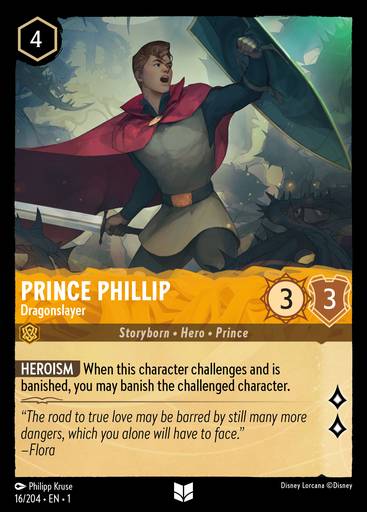 4
PRINCE PHILLIP
Dragonslayer
3
3
Storyborn • Hero • Prince
HEROISM When this character challenges and is
banished, you may banish the challenged character.
“The road to true love may be barred by still many more
dangers, which you alone will have to face.”
–Flora
Philipp Kruse
16/204 • EN • 1
Disney Lorcana ©Disney